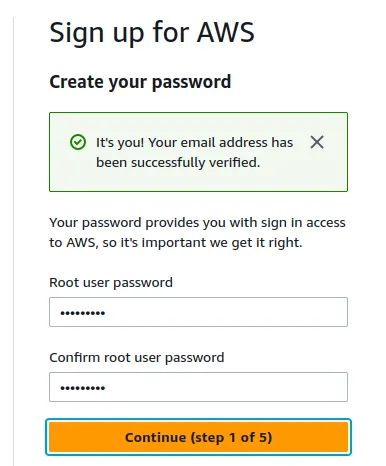 Sign up for AWS
Create your password
It's you! Your email address has
been successfully verified.
Your password provides you with sign in access
to AWS, so it's important we get it right.
Root user password
•••••••••
Confirm root user password
•••••••••
Continue (step 1 of 5)